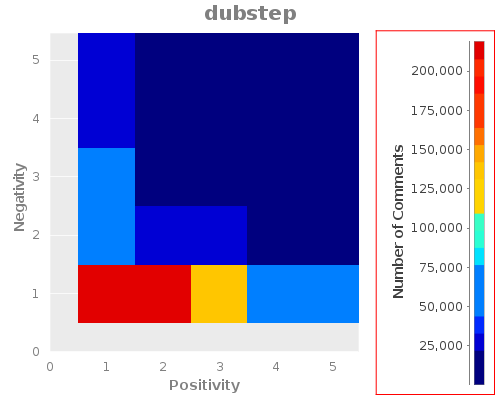 dubstep
Negativity
5
4
3
2
1
0
0 1 2 3 4 5
Positivity
Number of Comments
200,000
175,000
150,000
125,000
100,000
75,000
50,000
25,000